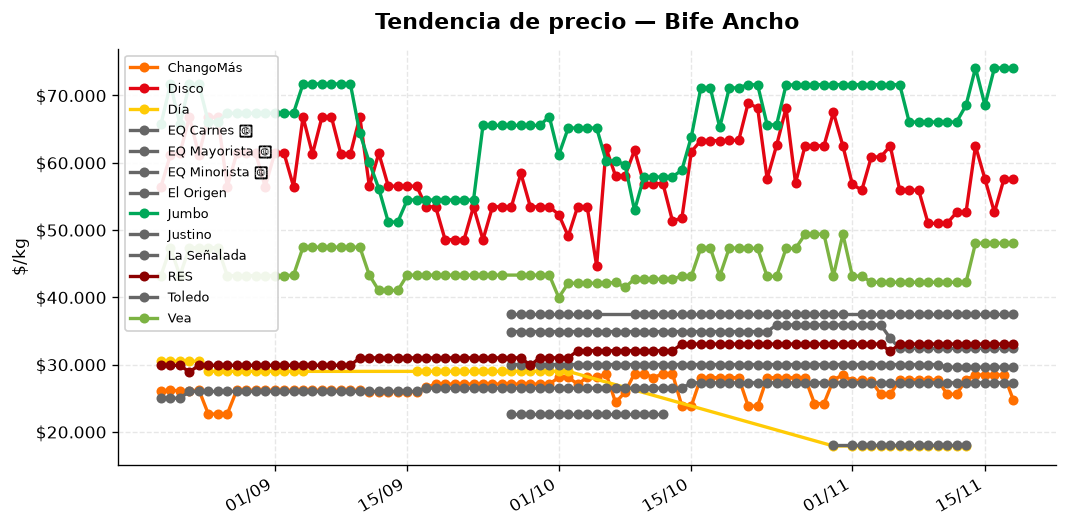 Tendencia de precio — Bife Ancho
$/kg
$70.000
$60.000
$50.000
$40.000
$30.000
$20.000
ChangoMás
Disco
Día
EQ Carnes
EQ Mayorista
EQ Minorista
El Origen
Jumbo
Justino
La Señalada
RES
Toledo
Vea
01/09
15/09
01/10
15/10
01/11
15/11